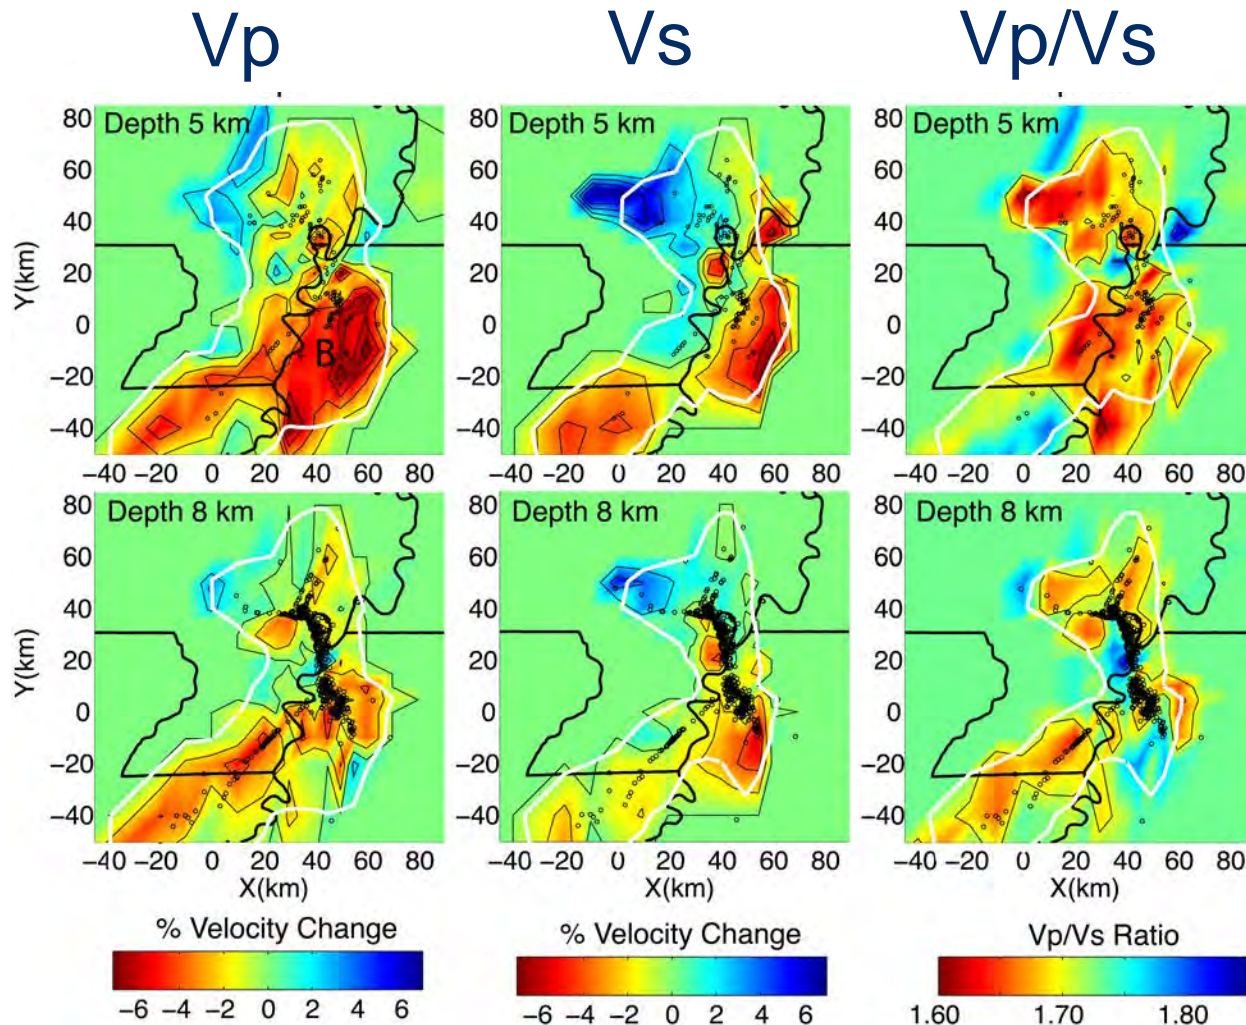 Vp Vs Vp/Vs
Depth 5 km Depth 5 km Depth 5 km
80 80 80
60 60 60
40 40 40
20 20 20
0 0 0
−20 −20 −20
−40 −40 −40
Y(km)
B
−40 −20 0 20 40 60 80 −40 −20 0 20 40 60 80 −40 −20 0 20 40 60 80
Depth 8 km Depth 8 km Depth 8 km
80 80 80
60 60 60
40 40 40
20 20 20
0 0 0
−20 −20 −20
−40 −40 −40
Y(km)
−40 −20 0 20 40 60 80 −40 −20 0 20 40 60 80 −40 −20 0 20 40 60 80
X(km) X(km) X(km)
% Velocity Change % Velocity Change Vp/Vs Ratio
−6 −4 −2 0 2 4 6 −6 −4 −2 0 2 4 6 1.60 1.70 1.80